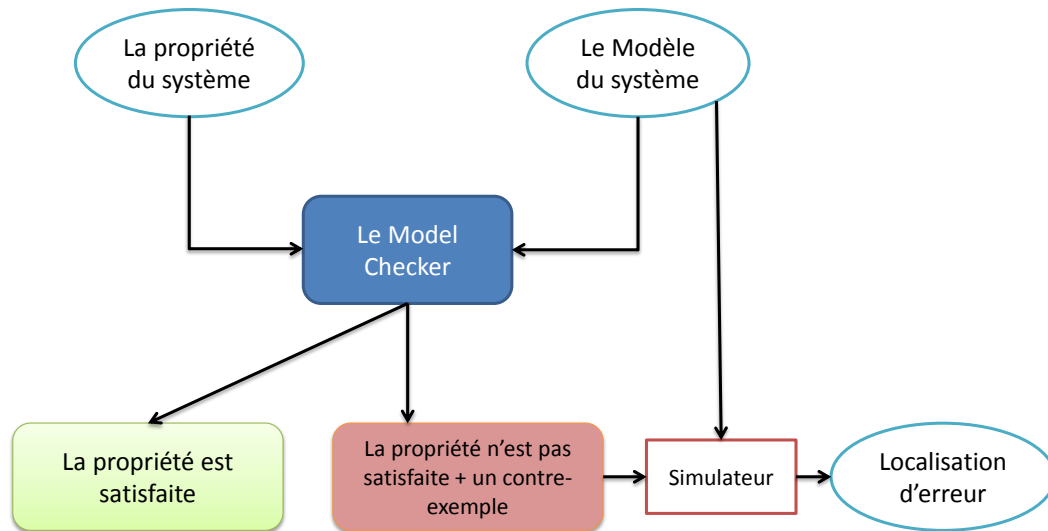 La propriété
du système
Le Modèle
du système
Le Model
Checker
La propriété est
satisfaite
La propriété n'est pas
satisfaite + un contre-
exemple
Simulateur
Localisation
d'erreur